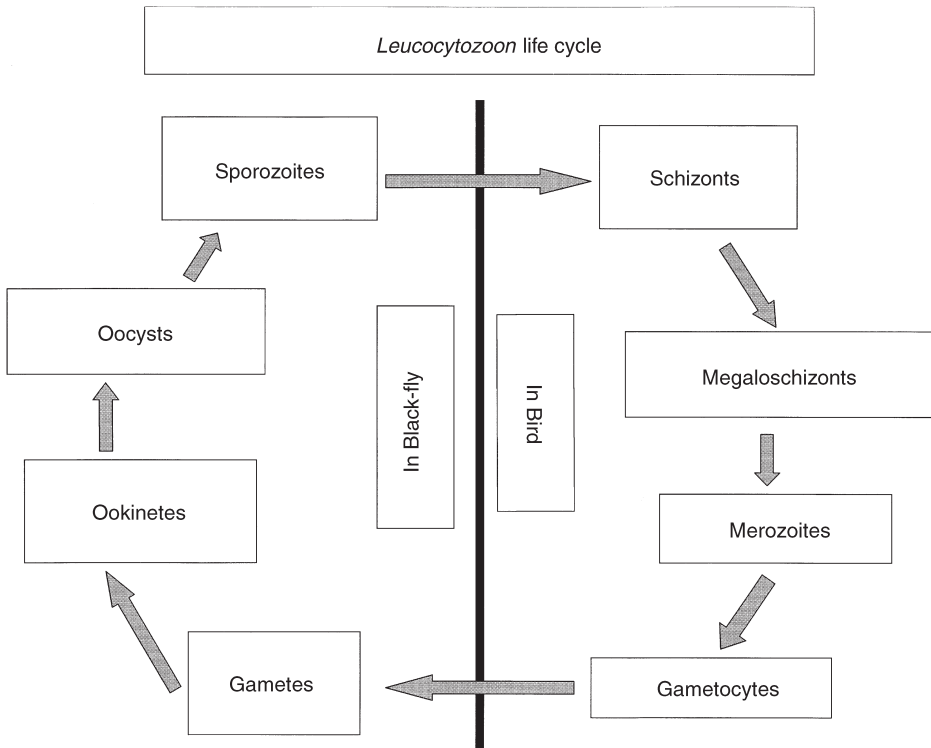 Leucocytozoon life cycle
Sporozoites
Schizonts
Oocysts
Megaloschizonts
In Black-fly
In Bird
Ookinetes
Merozoites
Gametes
Gametocytes